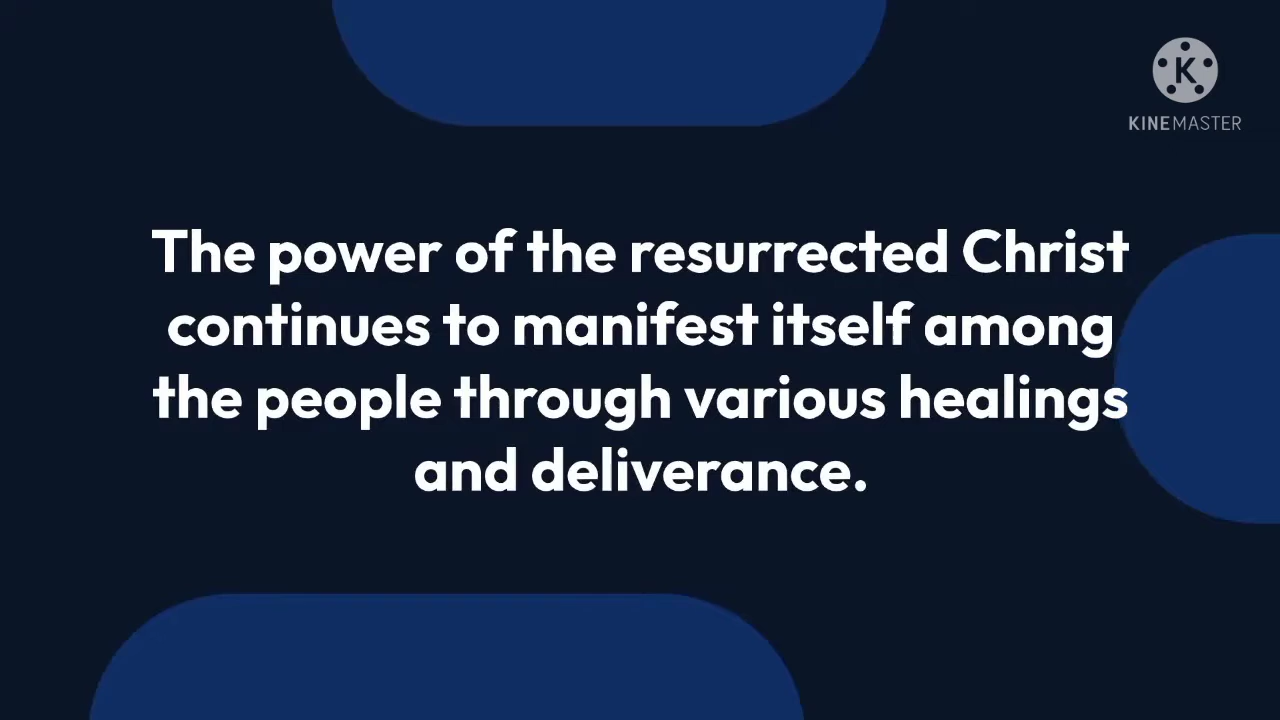 K
KINEMASTER
The power of the resurrected Christ
continues to manifest itself among
the people through various healings
and deliverance.